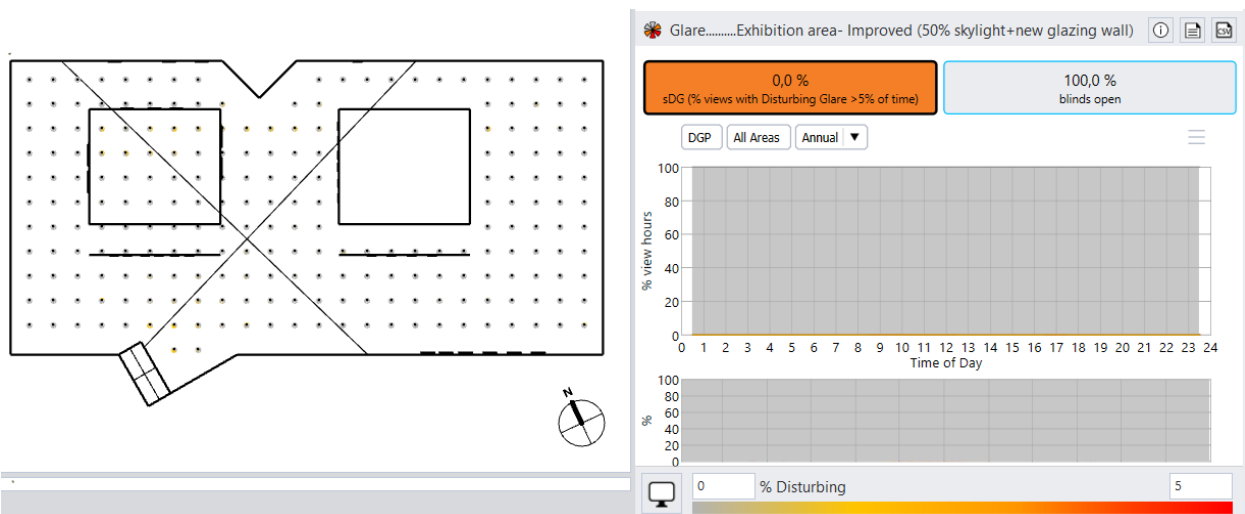 Glare.........Exhibition area- Improved (50% skylight+new glazing wall)
CSV
0,0 %
sDG (% views with Disturbing Glare >5% of time)
100,0 %
blinds open
DGP All Areas Annual
100
80
60
40
20
0
% view hours
0 1 2 3 4 5 6 7 8 9 10 11 12 13 14 15 16 17 18 19 20 21 22 23 24
Time of Day
100
80
60
40
20
0
%
N
0 % Disturbing 5